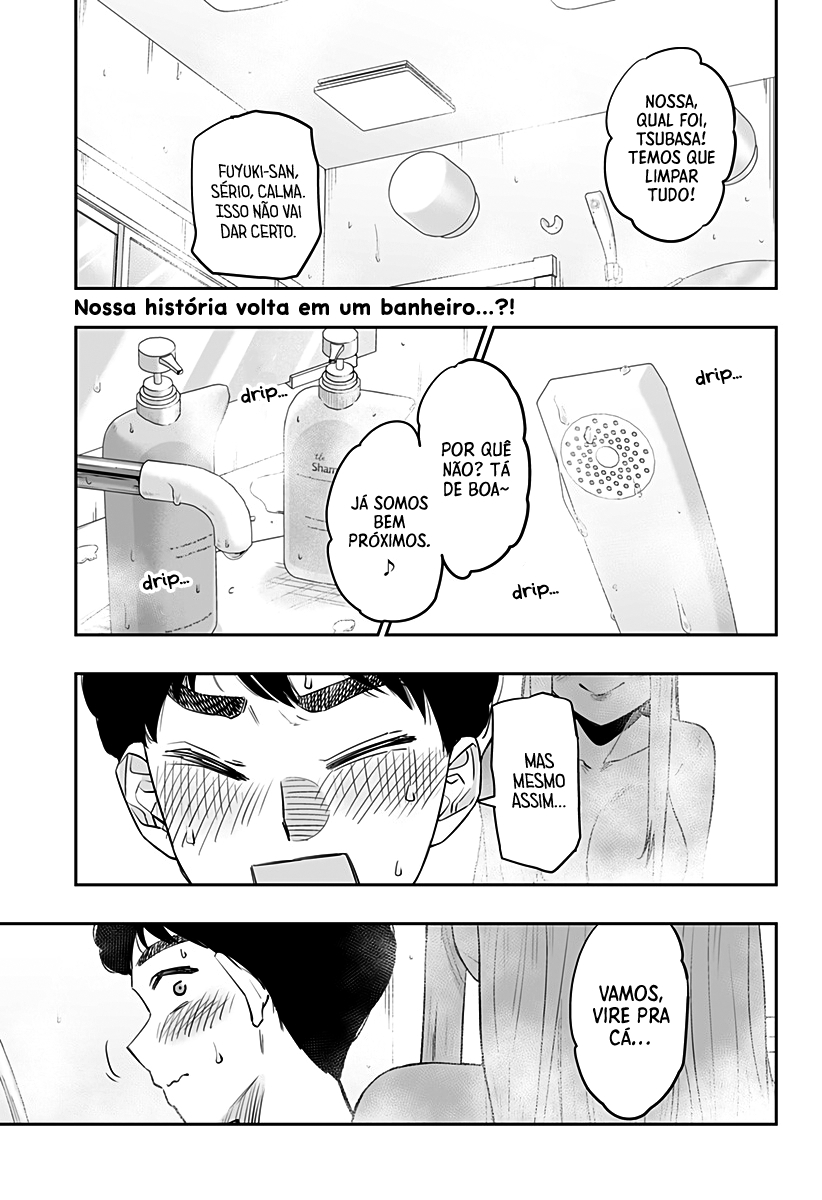 NOSSA,
QUAL FOI,
TSUBASA!
TEMOS QUE
LIMPAR
TUDO!
FUYUKI-SAN,
SÉRIO, CALMA.
ISSO NÃO VAI
DAR CERTO.
Nossa história volta em um banheiro...?!
drip...
drip...
POR QUÊ
NÃO? TÁ
DE BOA~
JÁ SOMOS
BEM
PRÓXIMOS.
♪
the
Sham
drip...
drip...
MAS
MESMO
ASSIM...
VAMOS,
VIRE PRA
CÁ...